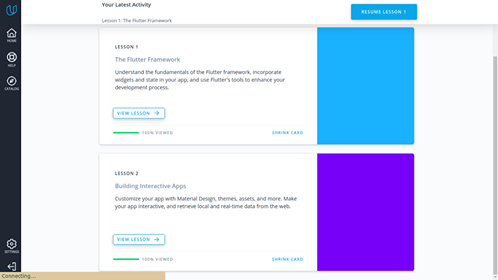 Your Latest Activity
Lesson 1: The Flutter Framework
RESUME LESSON 1
HOME
HELP
CATALOG
SETTINGS
LESSON 1
The Flutter Framework
Understand the fundamentals of the Flutter framework, incorporate
widgets and state in your app, and use Flutter's tools to enhance your
development process.
VIEW LESSON
100% VIEWED
SHRINK CARD
LESSON 2
Building Interactive Apps
Customize your app with Material Design, themes, assets, and more. Make
your app interactive, and retrieve local and real-time data from the web.
VIEW LESSON
100% VIEWED
SHRINK CARD
Connecting...